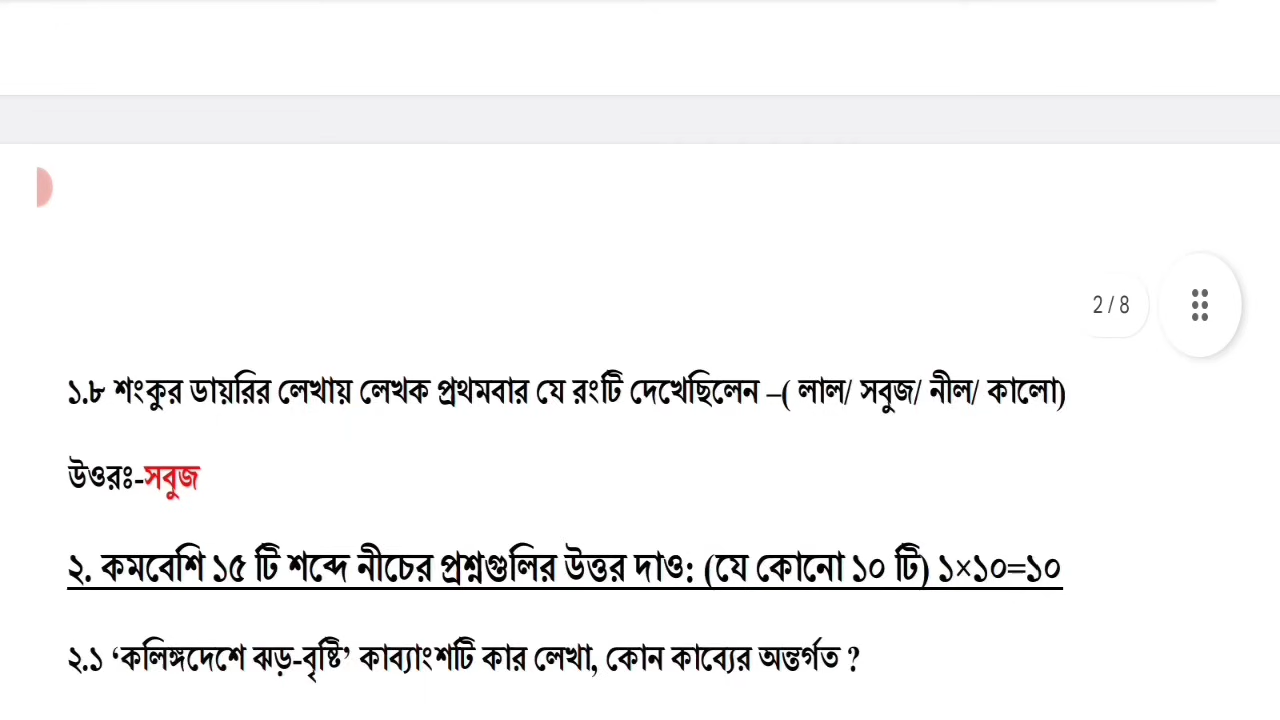 2 / 8
১.৮ শংকুর ডায়রির লেখায় লেখক প্রথমবার যে রংটি দেখেছিলেন –( লাল/ সবুজ/ নীল/ কালো)
উওরঃ-সবুজ
২. কমবেশি ১৫ টি শব্দে নীচের প্রশ্নগুলির উত্তর দাও: (যে কোনো ১০ টি) ১×১০=১০
২.১ ‘কলিঙ্গদেশে ঝড়-বৃষ্টি’ কাব্যাংশটি কার লেখা, কোন কাব্যের অন্তর্গত ?